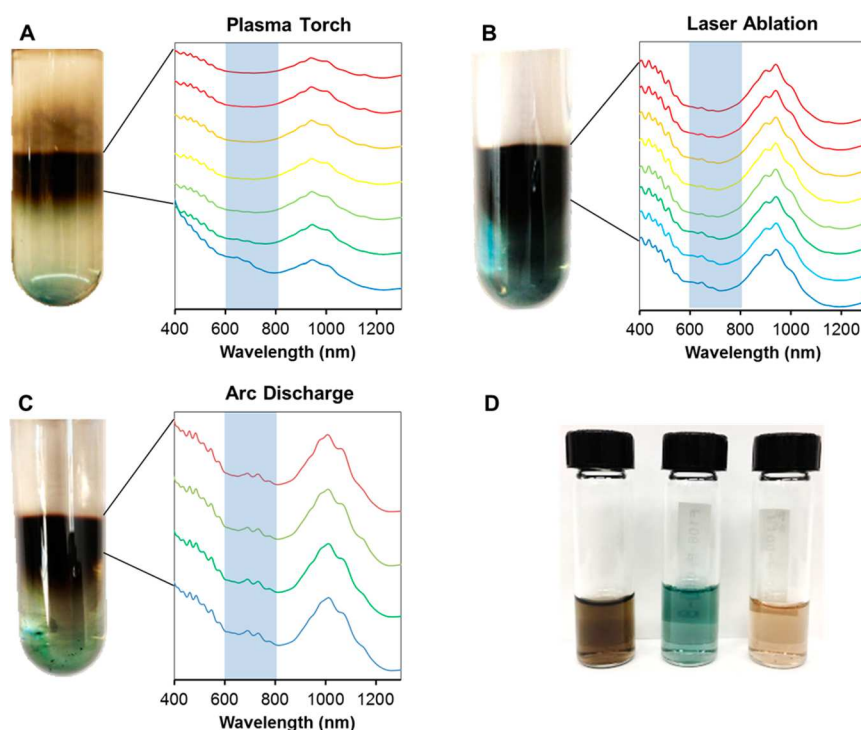 A
Plasma Torch
400 600 800 1000 1200
Wavelength (nm)
B
Laser Ablation
400 600 800 1000 1200
Wavelength (nm)
C
Arc Discharge
400 600 800 1000 1200
Wavelength (nm)
D